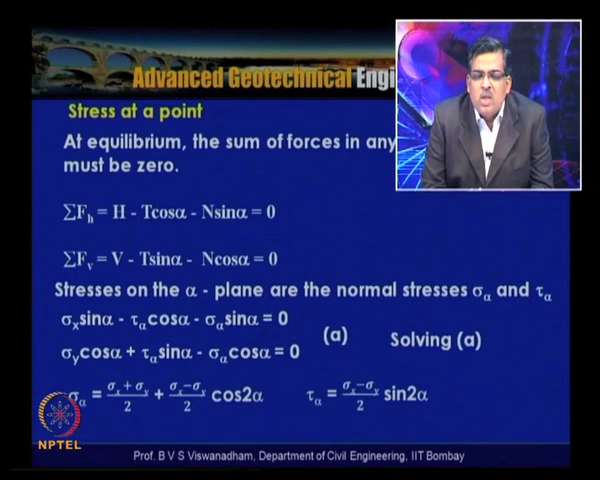 Advanced Geotechnical Engi
Stress at a point
At equilibrium, the sum of forces in any
must be zero.
ΣFh = H - Tcosα - Nsinα = 0
ΣFv = V - Tsinα - Ncosα = 0
Stresses on the α - plane are the normal stresses σα and τα
σxsinα - ταcosα - σαsinα = 0
(a) Solving (a)
σycosα + ταsinα - σαcosα = 0
σα = σx + σy / 2 + σx - σy / 2 cos2α τα = σx - σy / 2 sin2α
NPTEL
Prof. B V S Viswanadham, Department of Civil Engineering, IIT Bombay